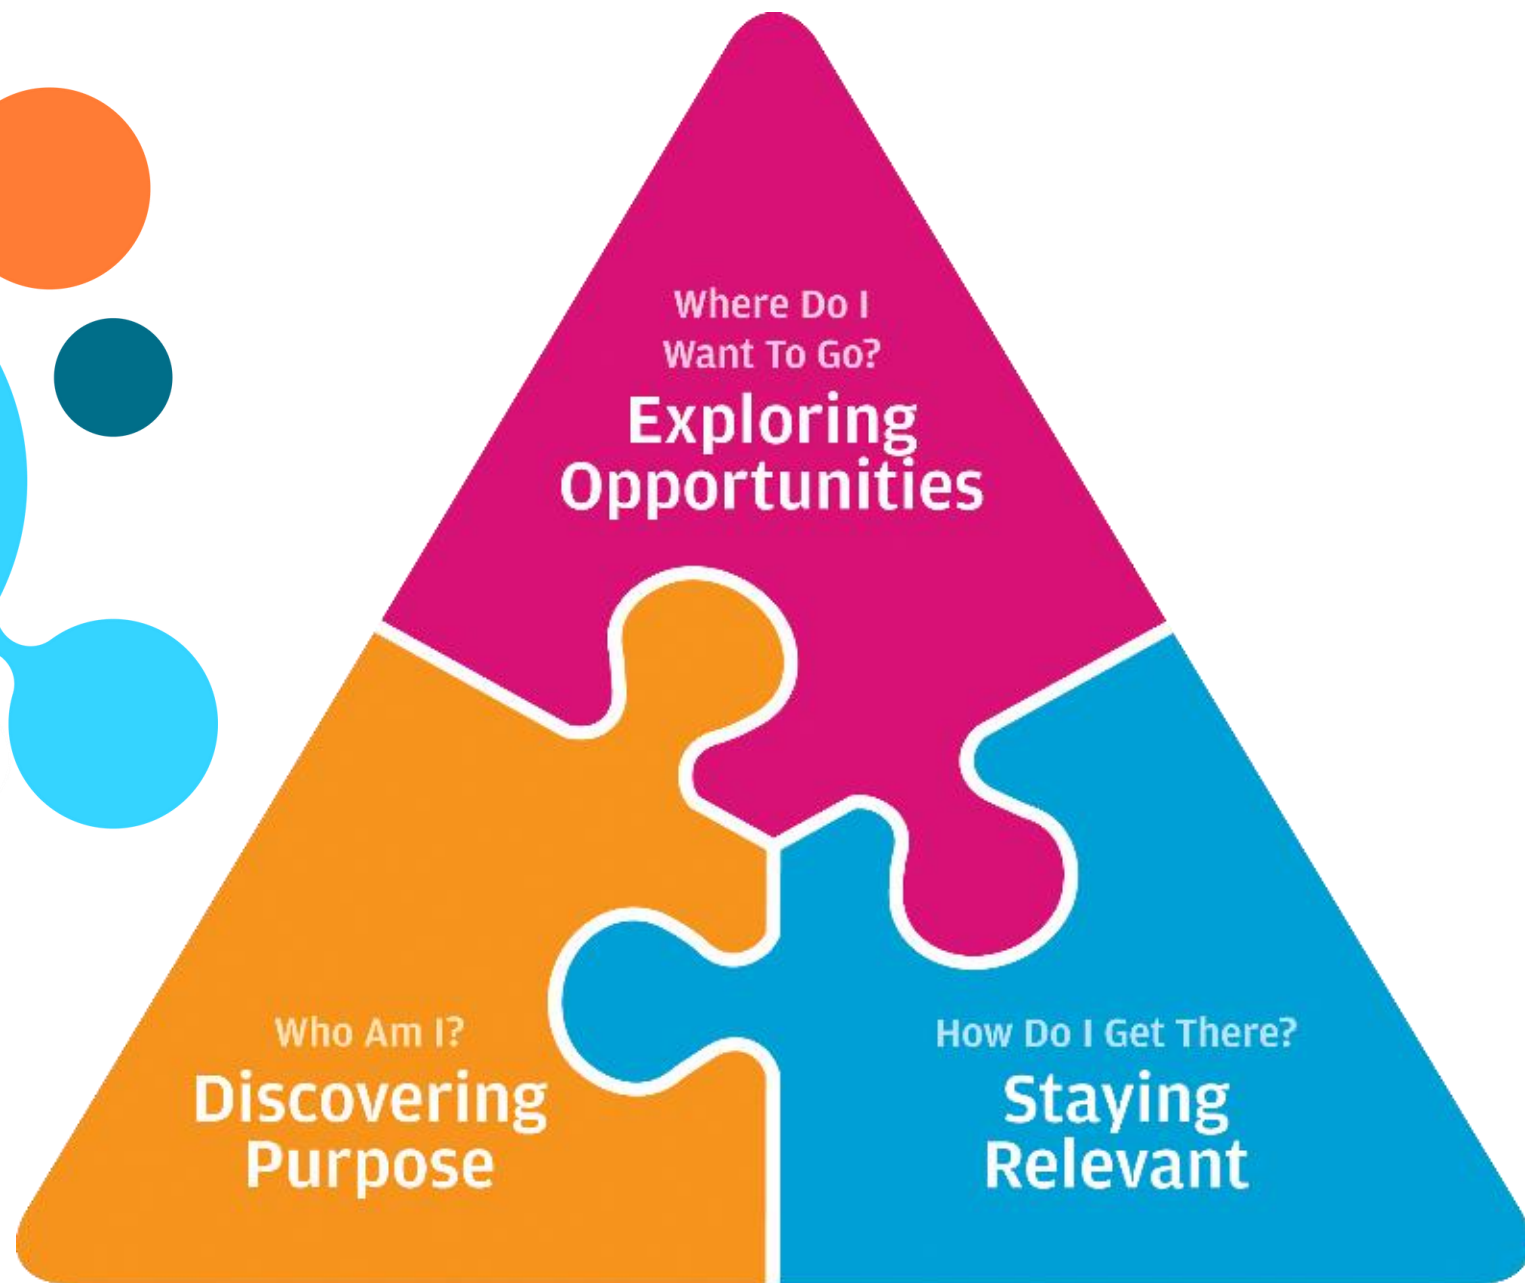 Where Do I
Want To Go?
Exploring
Opportunities
Who Am I?
Discovering
Purpose
How Do I Get There?
Staying
Relevant